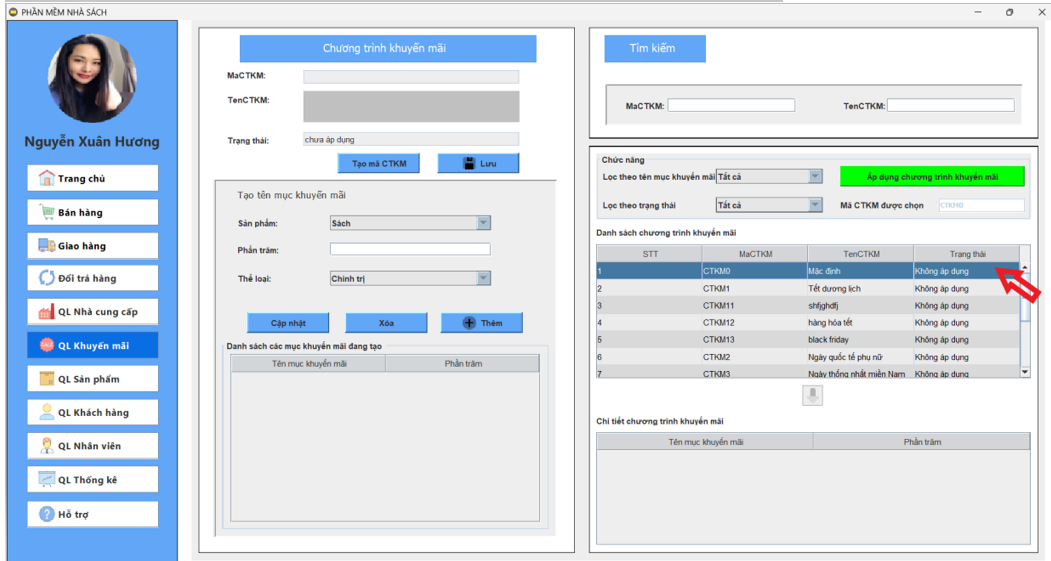 PHẦN MỀM NHÀ SÁCH
Nguyễn Xuân Hương
Trang chủ
Bán hàng
Giao hàng
Đổi trả hàng
QL Nhà cung cấp
QL Khuyến mãi
QL Sản phẩm
QL Khách hàng
QL Nhân viên
QL Thống kê
Hỗ trợ
Chương trình khuyến mãi
MaCTKM:
TenCTKM:
Trạng thái: chưa áp dụng
Tạo mã CTKM Lưu
Tạo tên mục khuyến mãi
Sản phẩm: Sách
Phần trăm:
Thể loại: Chính trị
Cập nhật Xóa Thêm
Danh sách các mục khuyến mãi đang tạo
Tên mục khuyến mãi Phần trăm
Tìm kiếm
MaCTKM: TenCTKM:
Chức năng
Lọc theo tên mục khuyến mãi Tất cả Áp dụng chương trình khuyến mãi
Lọc theo trạng thái Tất cả Mã CTKM được chọn CTKM0
Danh sách chương trình khuyến mãi
STT MaCTKM TenCTKM Trạng thái
1 CTKM0 Mặc định Không áp dụng
2 CTKM1 Tết dương lịch Không áp dụng
3 CTKM11 shfjghdfj Không áp dụng
4 CTKM12 hàng hóa tết Không áp dụng
5 CTKM13 black friday Không áp dụng
6 CTKM2 Ngày quốc tế phụ nữ Không áp dụng
7 CTKM3 Ngày thống nhất miền Nam Không áp dụng
Chi tiết chương trình khuyến mãi
Tên mục khuyến mãi Phần trăm